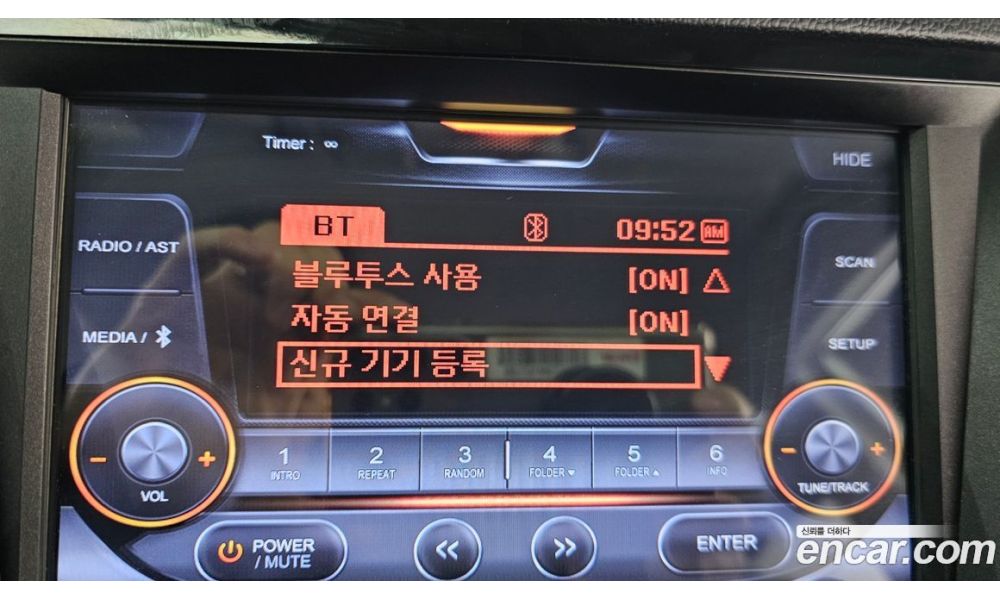 Timer : ∞
HIDE
BT 09:52 AM
RADIO / AST
SCAN
블루투스 사용 [ON]
자동 연결 [ON]
MEDIA /
SETUP
신규 기기 등록
1 2 3 4 5 6
INTRO REPEAT RANDOM FOLDER ▼ FOLDER ▲ INFO
- +
VOL
- +
TUNE/TRACK
POWER
/ MUTE
<< >>
ENTER
신뢰를 더하다
encar.com